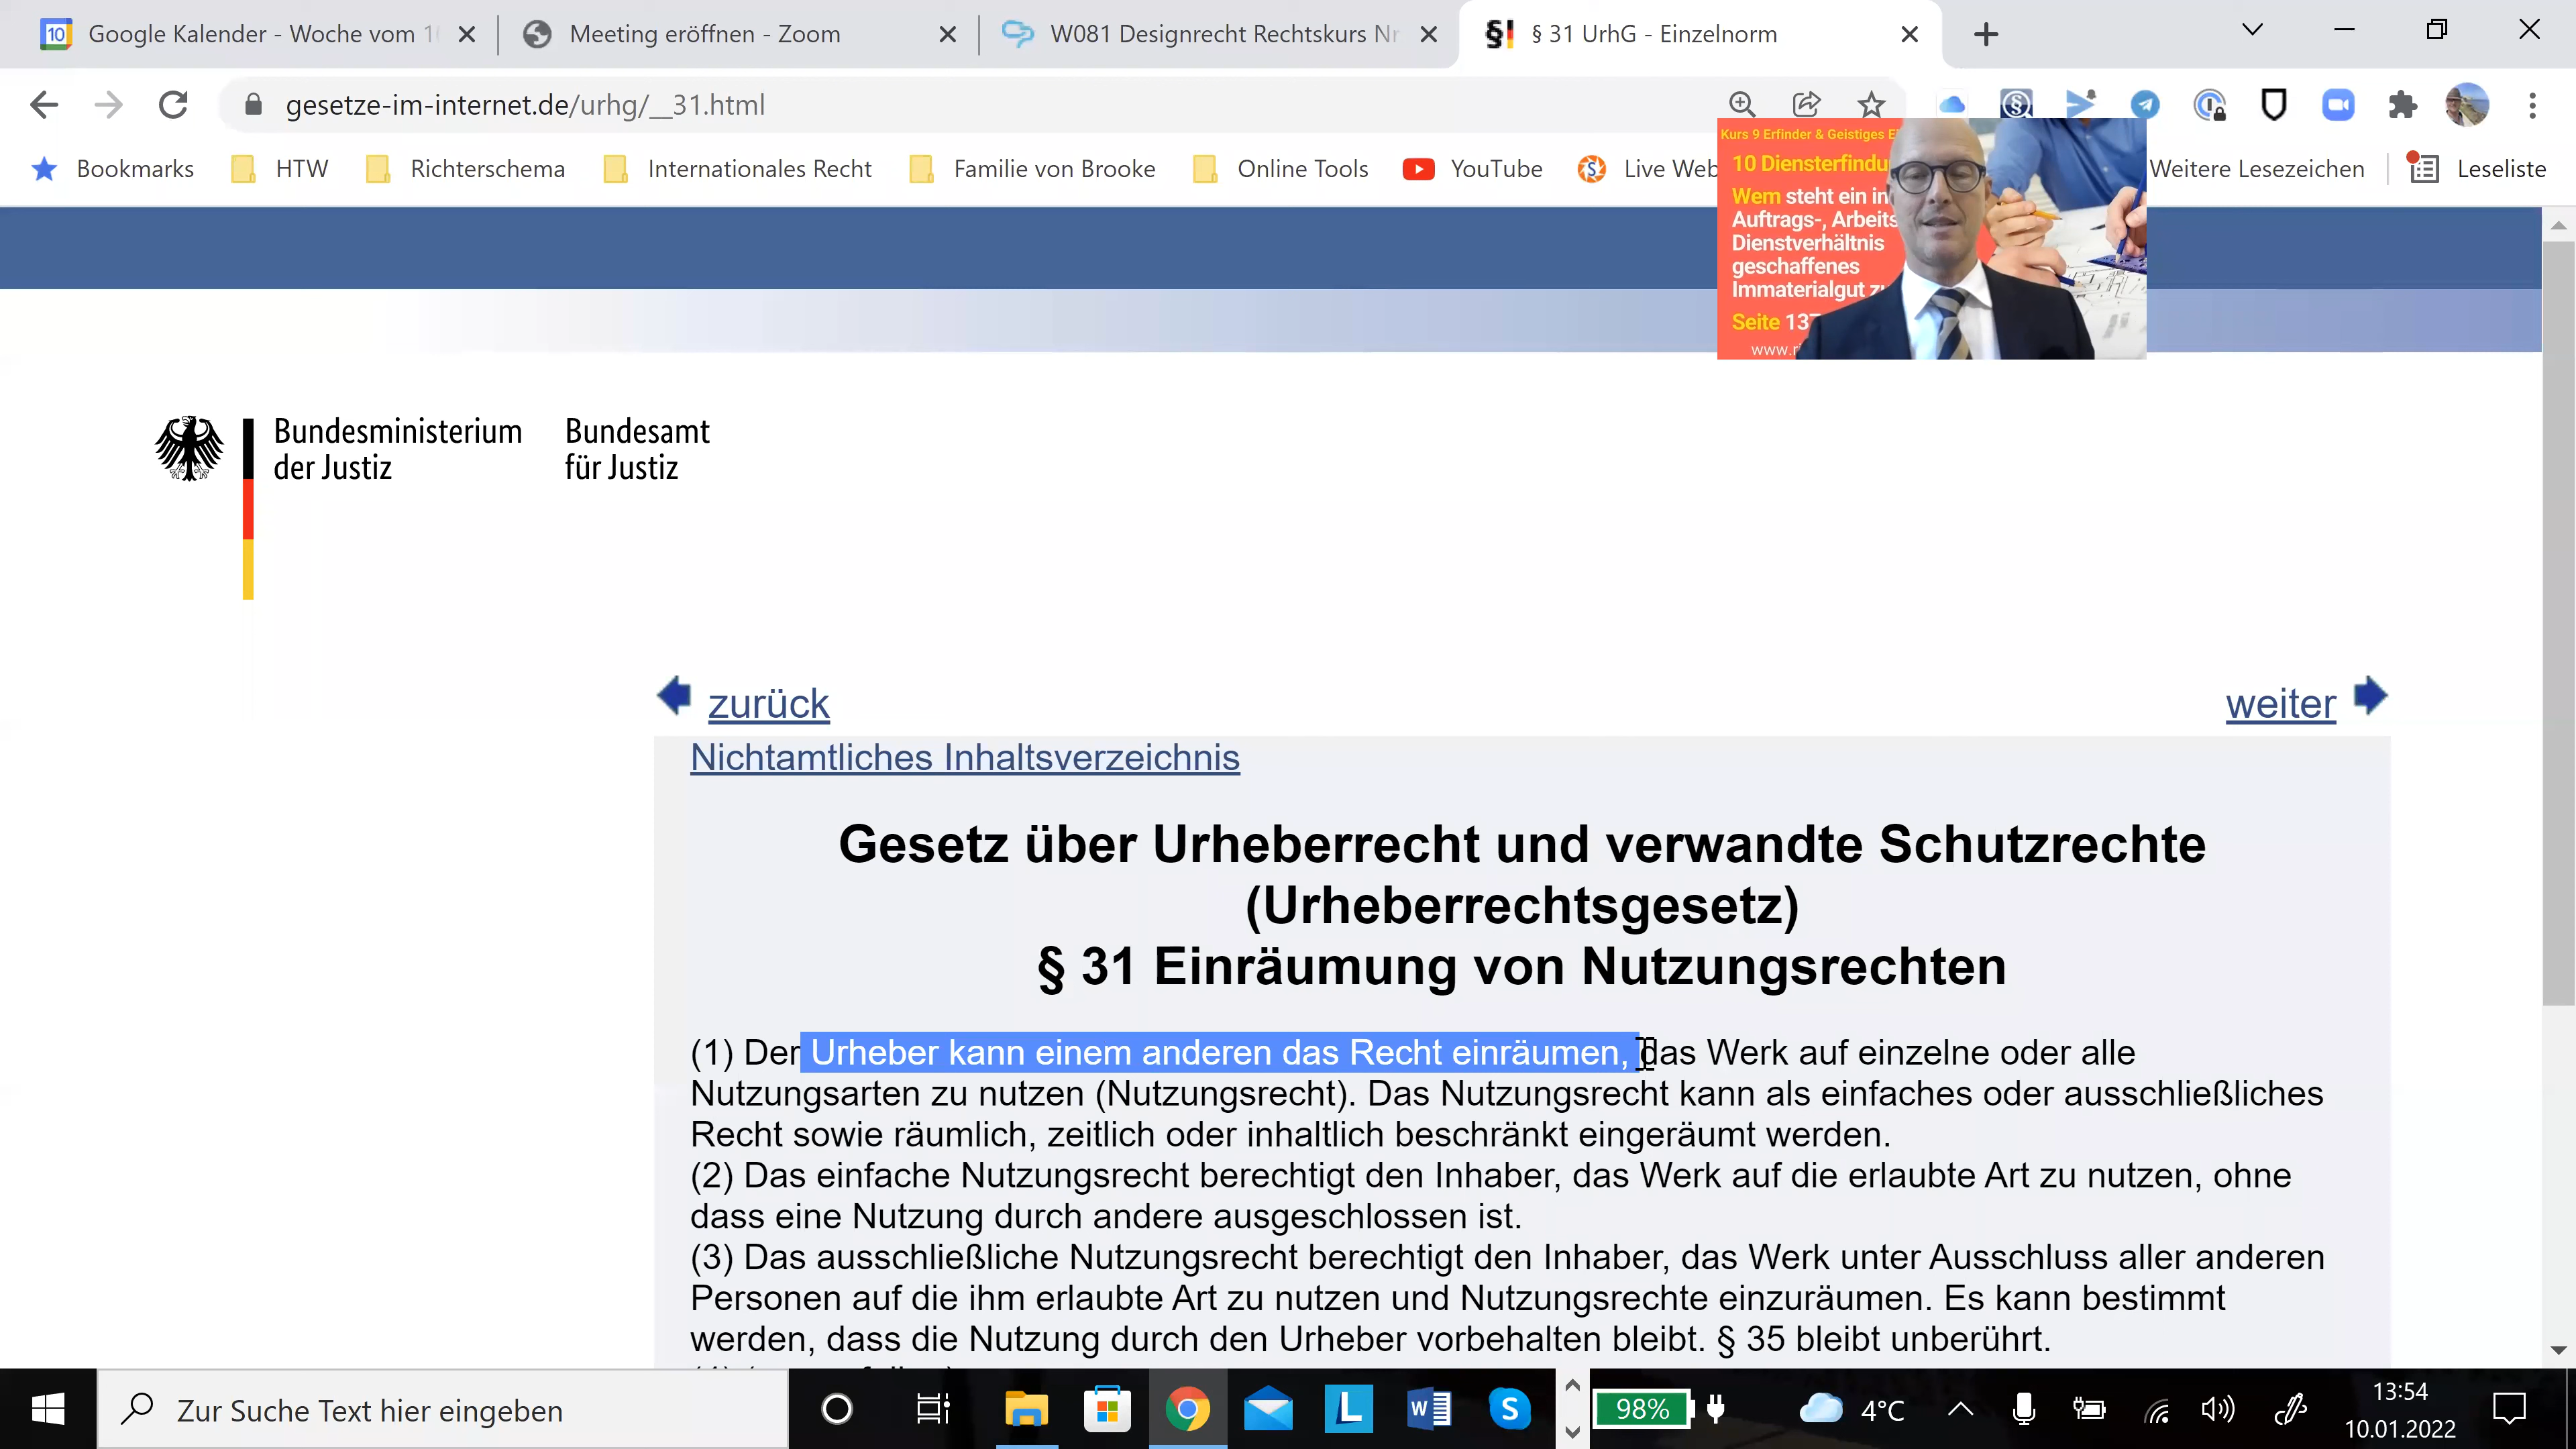 Google Kalender - Woche vom 1
Meeting eröffnen - Zoom
W081 Designrecht Rechtskurs Nr
§ 31 UrhG - Einzelnorm
gesetze-im-internet.de/urhg/__31.html
Bookmarks
HTW
Richterschema
Internationales Recht
Familie von Brooke
Online Tools
YouTube
Live Web
Weitere Lesezeichen
Leseliste
Kurs 9 Erfinder & Geistiges E
10 Diensterfindu
Wem steht ein in
Auftrags-, Arbeits
Dienstverhältnis
geschaffenes
Immaterialgut z
Seite 137
www.r
Bundesministerium
der Justiz
Bundesamt
für Justiz
zurück
weiter
Nichtamtliches Inhaltsverzeichnis
Gesetz über Urheberrecht und verwandte Schutzrechte
(Urheberrechtsgesetz)
§ 31 Einräumung von Nutzungsrechten
(1) Der Urheber kann einem anderen das Recht einräumen, das Werk auf einzelne oder alle
Nutzungsarten zu nutzen (Nutzungsrecht). Das Nutzungsrecht kann als einfaches oder ausschließliches
Recht sowie räumlich, zeitlich oder inhaltlich beschränkt eingeräumt werden.
(2) Das einfache Nutzungsrecht berechtigt den Inhaber, das Werk auf die erlaubte Art zu nutzen, ohne
dass eine Nutzung durch andere ausgeschlossen ist.
(3) Das ausschließliche Nutzungsrecht berechtigt den Inhaber, das Werk unter Ausschluss aller anderen
Personen auf die ihm erlaubte Art zu nutzen und Nutzungsrechte einzuräumen. Es kann bestimmt
werden, dass die Nutzung durch den Urheber vorbehalten bleibt. § 35 bleibt unberührt.
Zur Suche Text hier eingeben
98%
4°C
13:54
10.01.2022